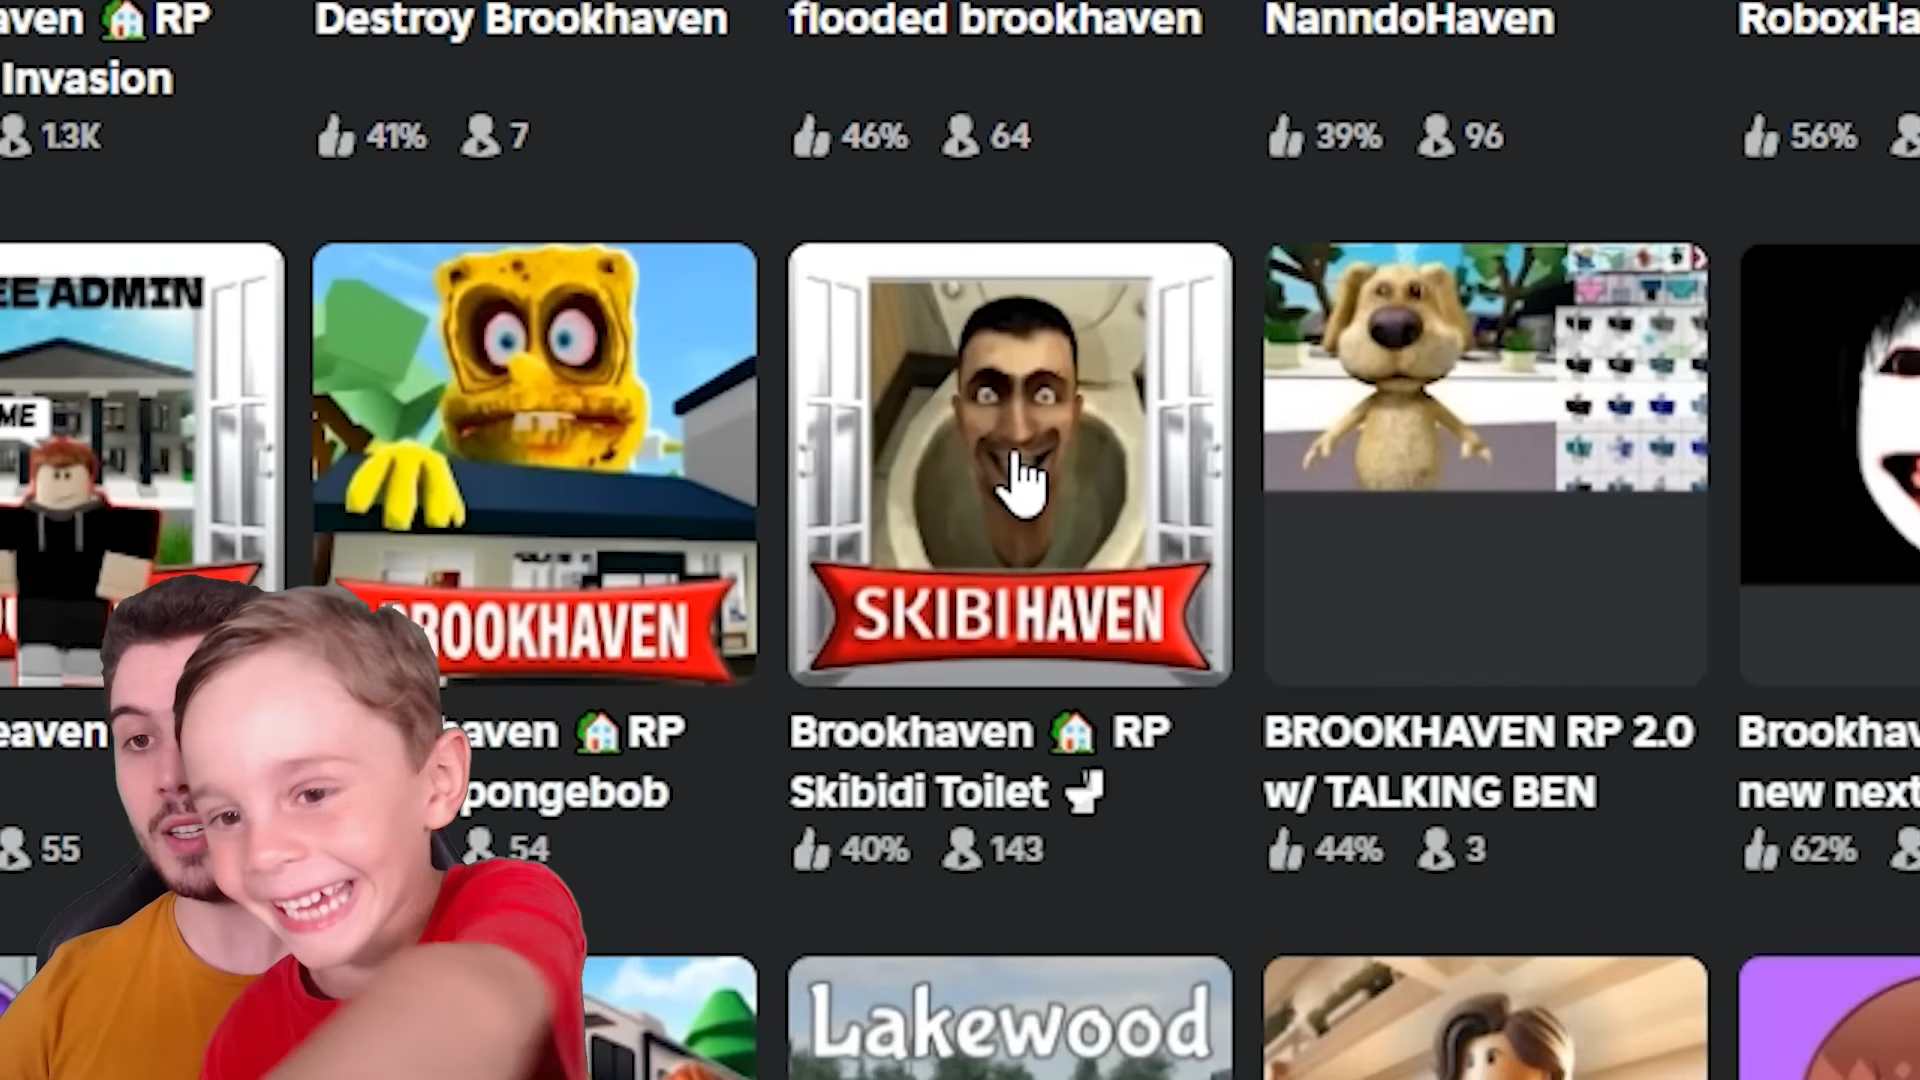 aven 🏡 RP
Invasion
1.3K
Destroy Brookhaven
41% 7
flooded brookhaven
46% 64
NanndoHaven
39% 96
RoboxHa
56%
EE ADMIN
ME
BROOKHAVEN
SKIBIHAVEN
eaven
55
haven 🏡 RP
pongebob
54
Brookhaven 🏡 RP
Skibidi Toilet 🚽
40% 143
BROOKHAVEN RP 2.0
w/ TALKING BEN
44% 3
Brookhav
new next
62%
Lakewood